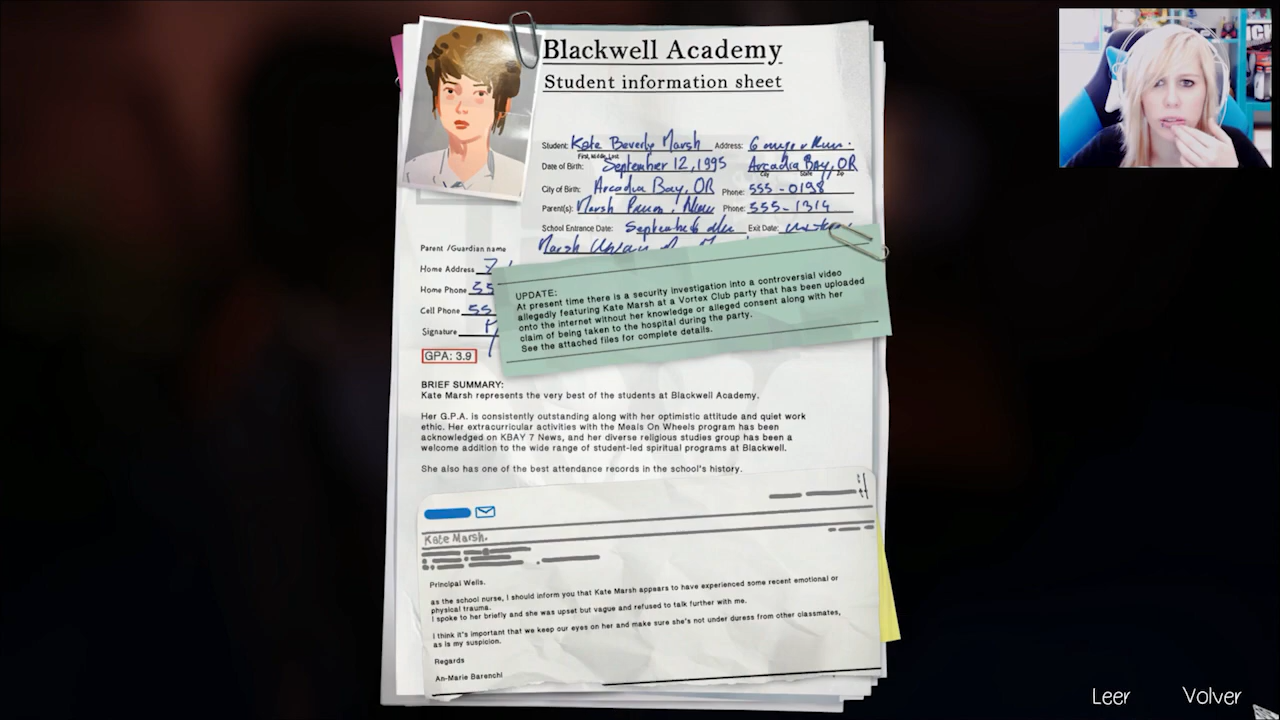 Blackwell Academy
Student information sheet
Student: Kate Beverly Marsh Address:
First, Middle, Last
Date of Birth: September 12, 1995 Arcadia Bay, OR
City State Zip
City of Birth: Arcadia Bay, OR Phone: 555-0198
Parent(s): Marsh Phone: 555-1314
School Entrance Date: Exit Date:
Marsh
Parent /Guardian name
Home Address
Home Phone 55
Cell Phone 55
Signature
GPA: 3.9
UPDATE:
At present time there is a security investigation into a controversial video
allegedly featuring Kate Marsh at a Vortex Club party that has been uploaded
onto the internet without her knowledge or alleged consent along with her
claim of being taken to the hospital during the party.
See the attached files for complete details.
BRIEF SUMMARY:
Kate Marsh represents the very best of the students at Blackwell Academy.
Her G.P.A. is consistently outstanding along with her optimistic attitude and quiet work
ethic. Her extracurricular activities with the Meals On Wheels program has been
acknowledged on KBAY 7 News, and her diverse religious studies group has been a
welcome addition to the wide range of student-led spiritual programs at Blackwell.
She also has one of the best attendance records in the school's history.
Kate Marsh.
Principal Wells.
as the school nurse, I should inform you that Kate Marsh appears to have experienced some recent emotional or
physical trauma.
I spoke to her briefly and she was upset but vague and refused to talk further with me.
I think it's important that we keep our eyes on her and make sure she's not under duress from other classmates,
as is my suspicion.
Regards
An-Marie Barenchi
Leer Volver